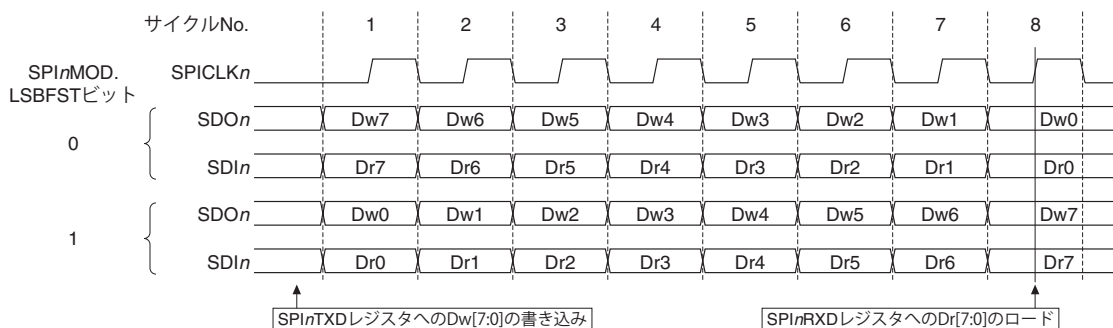 サイクルNo. 1 2 3 4 5 6 7 8
SPInMOD.
LSBFSTビット
SPICLKn
0
SDOn Dw7 Dw6 Dw5 Dw4 Dw3 Dw2 Dw1 Dw0
SDIn Dr7 Dr6 Dr5 Dr4 Dr3 Dr2 Dr1 Dr0
1
SDOn Dw0 Dw1 Dw2 Dw3 Dw4 Dw5 Dw6 Dw7
SDIn Dr0 Dr1 Dr2 Dr3 Dr4 Dr5 Dr6 Dr7
SPInTXDレジスタへのDw[7:0]の書き込み
SPInRXDレジスタへのDr[7:0]のロード